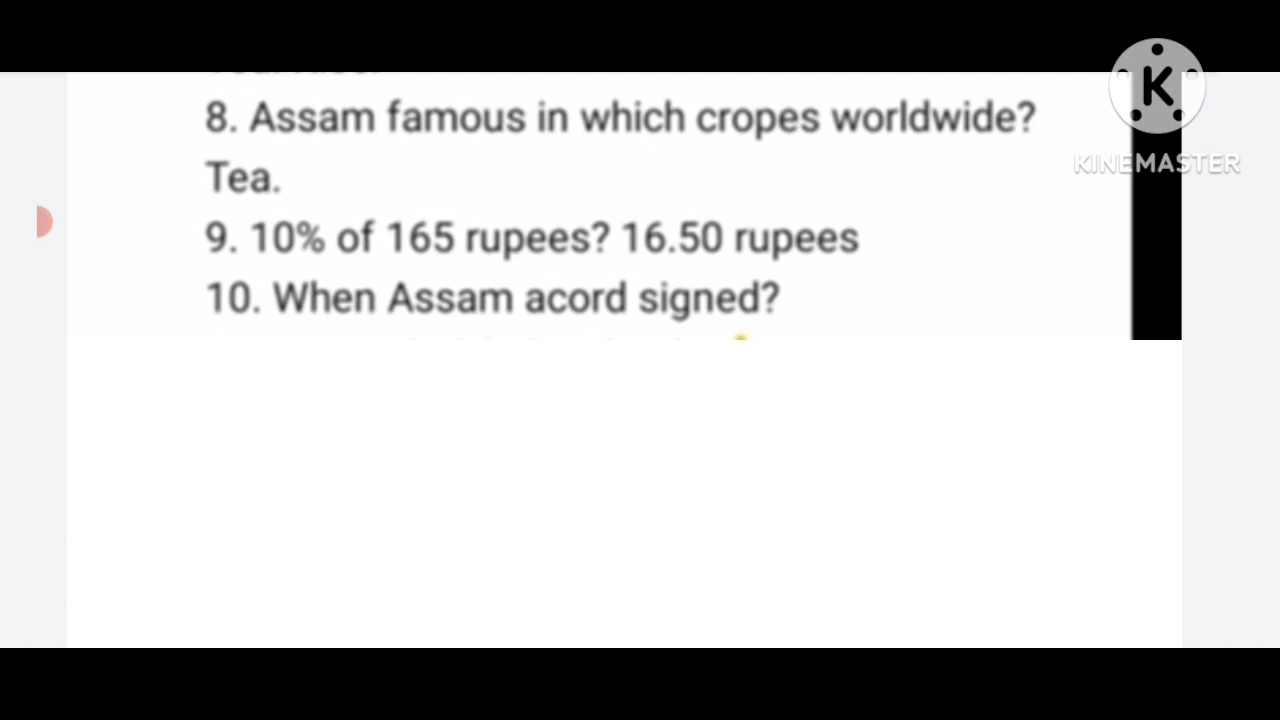 8. Assam famous in which cropes worldwide?
Tea.
9. 10% of 165 rupees? 16.50 rupees
10. When Assam acord signed?
K
KINEMASTER